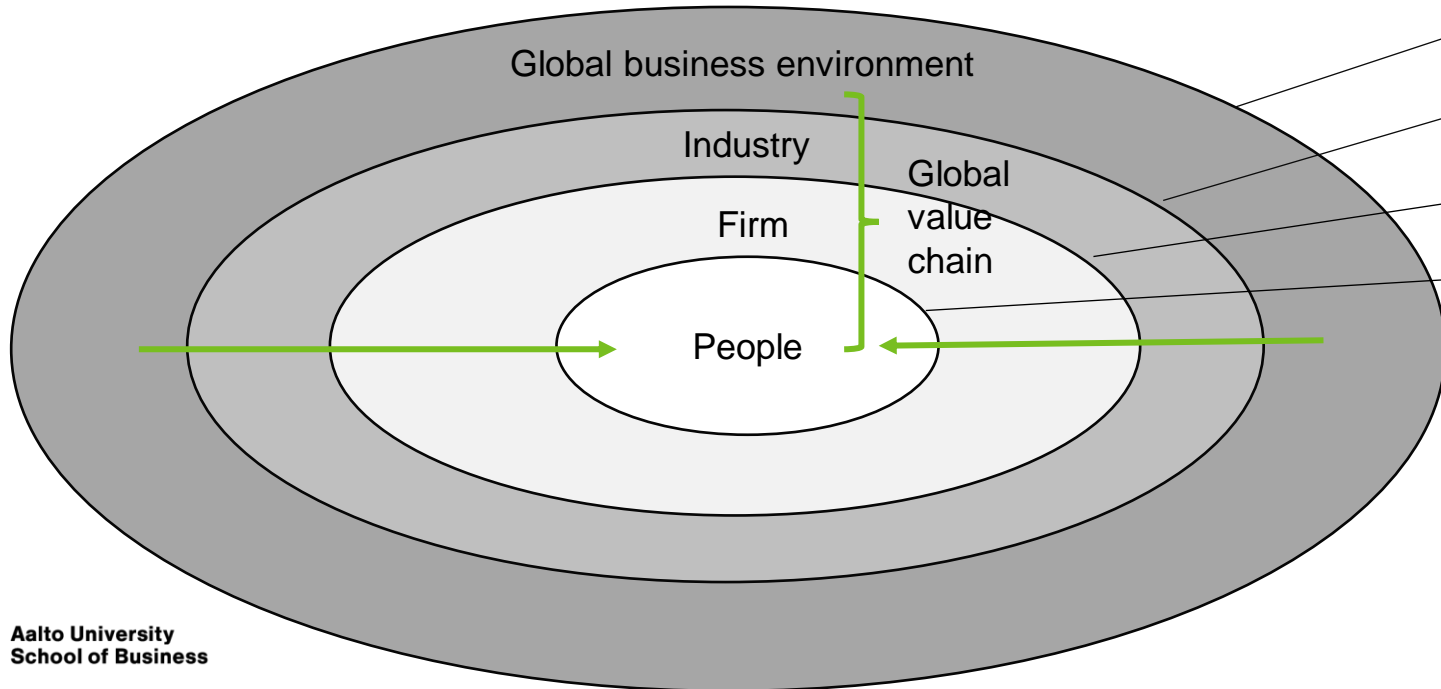 Global business environment
Industry
Global
value
chain
Firm
People
Aalto University
School of Business